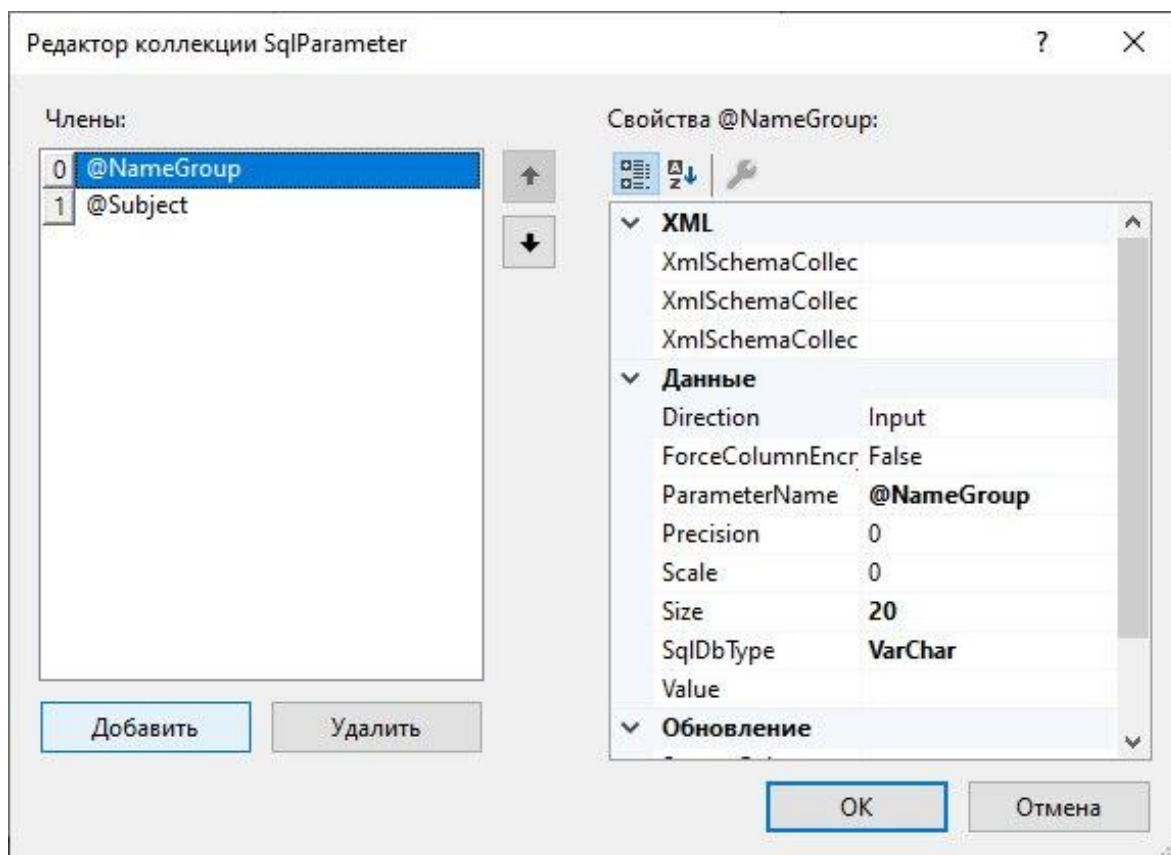 Редактор коллекции SqlParameter
?
Члены:
0 @NameGroup
1 @Subject
Добавить
Удалить
Свойства @NameGroup:
XML
XmlSchemaCollec
XmlSchemaCollec
XmlSchemaCollec
Данные
Direction Input
ForceColumnEncr False
ParameterName @NameGroup
Precision 0
Scale 0
Size 20
SqlDbType VarChar
Value
Обновление
OK
Отмена